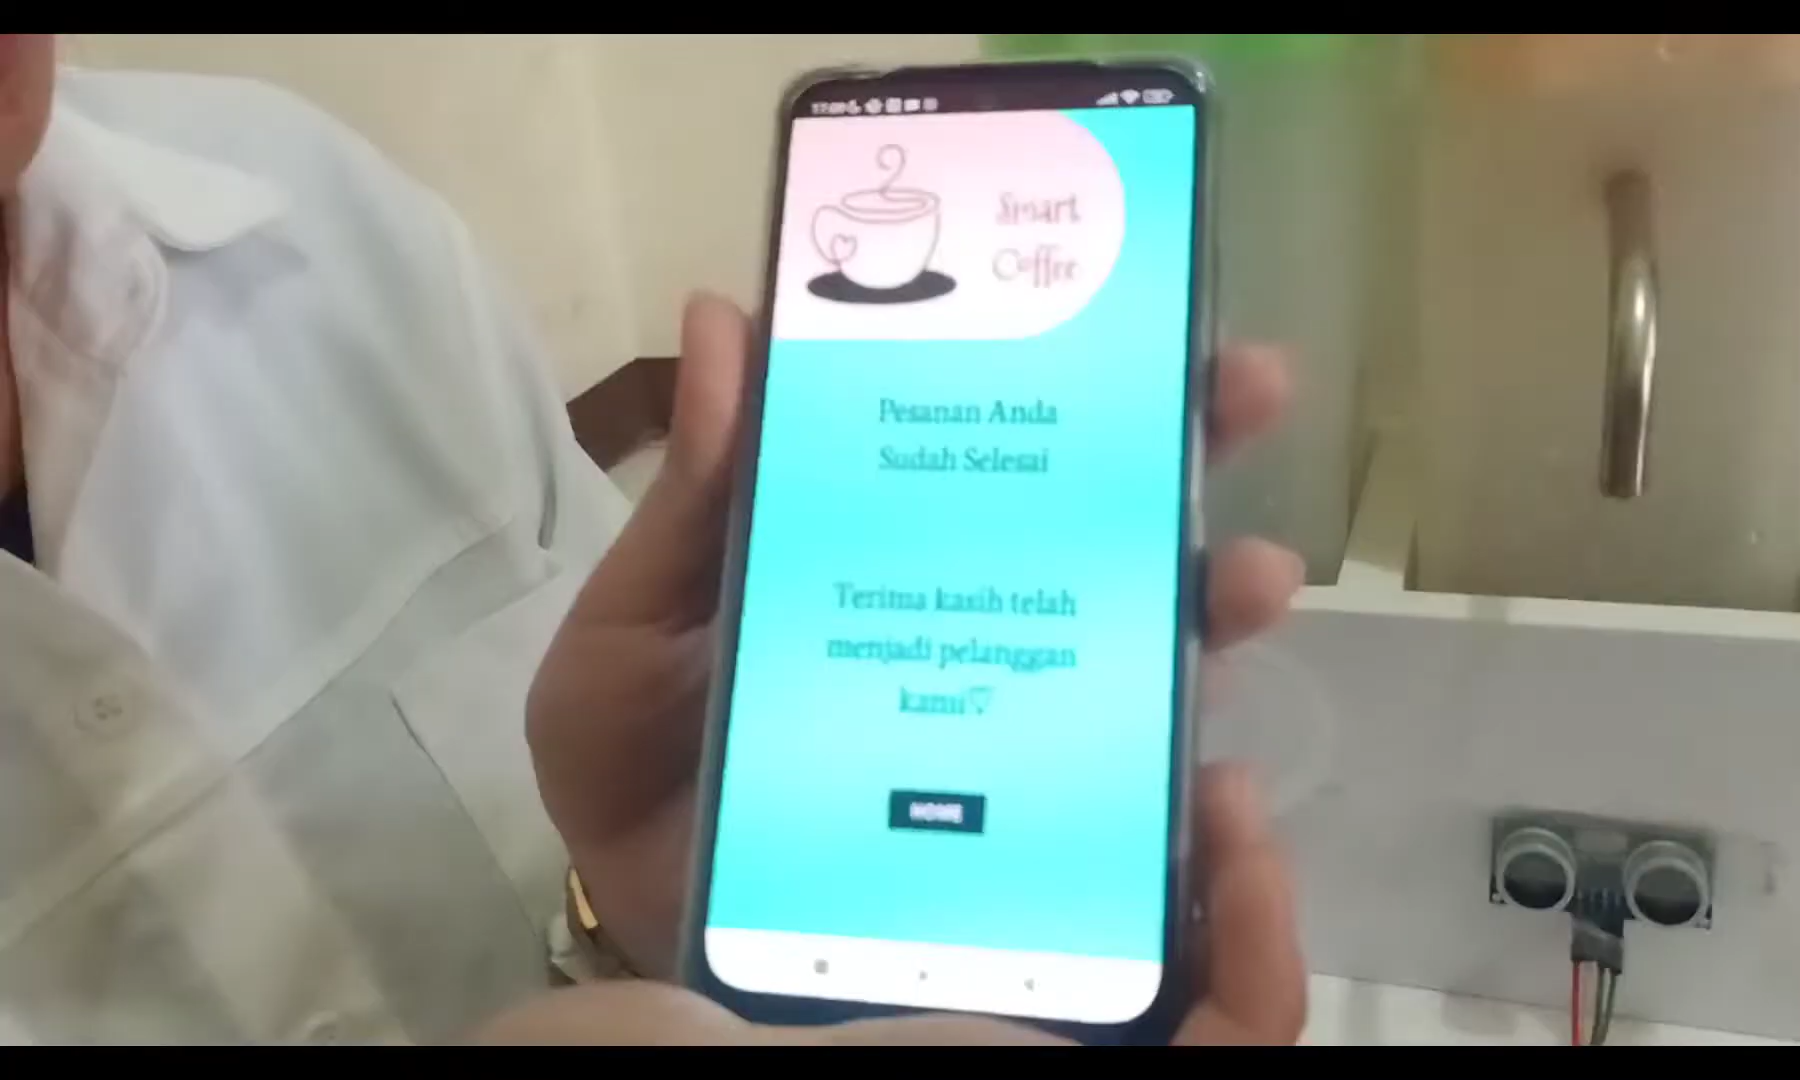 Smart
Coffee
Pesanan Anda
Sudah Selesai
Terima kasih telah
menjadi pelanggan
kami♡
HOME